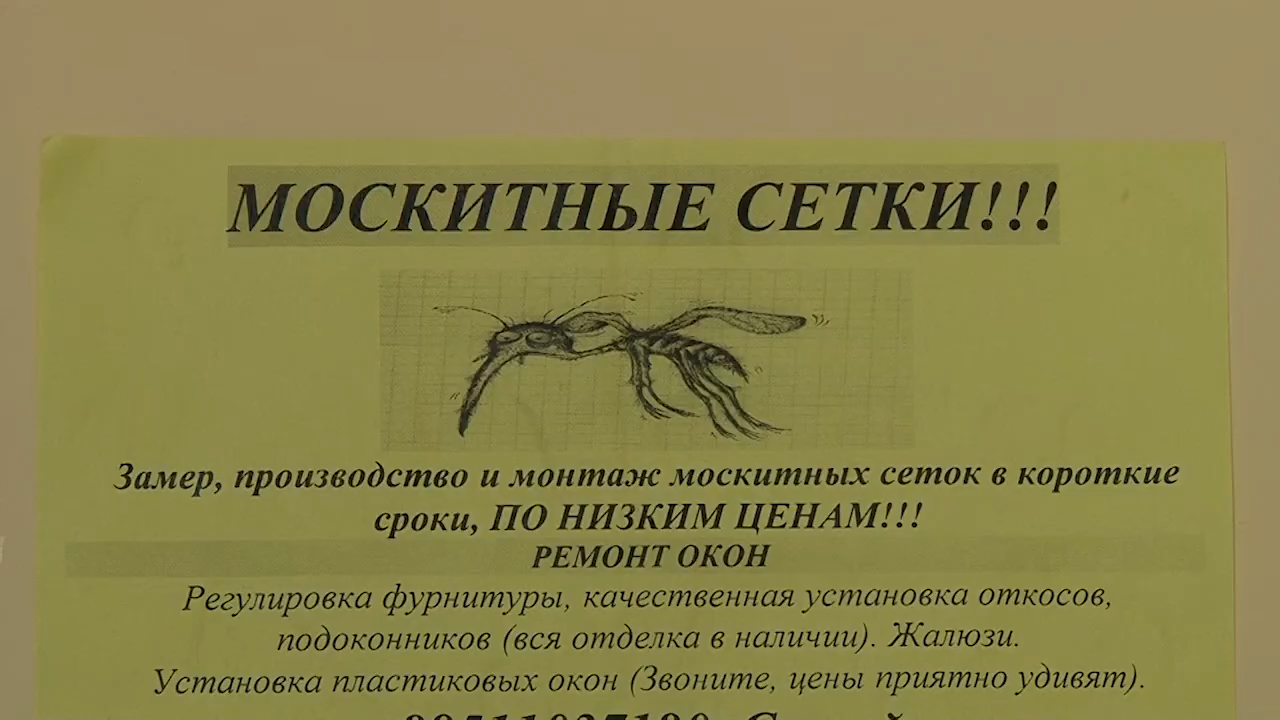 МОСКИТНЫЕ СЕТКИ!!!
Замер, производство и монтаж москитных сеток в короткие
сроки, ПО НИЗКИМ ЦЕНАМ!!!
РЕМОНТ ОКОН
Регулировка фурнитуры, качественная установка откосов,
подоконников (вся отделка в наличии). Жалюзи.
Установка пластиковых окон (Звоните, цены приятно удивят).